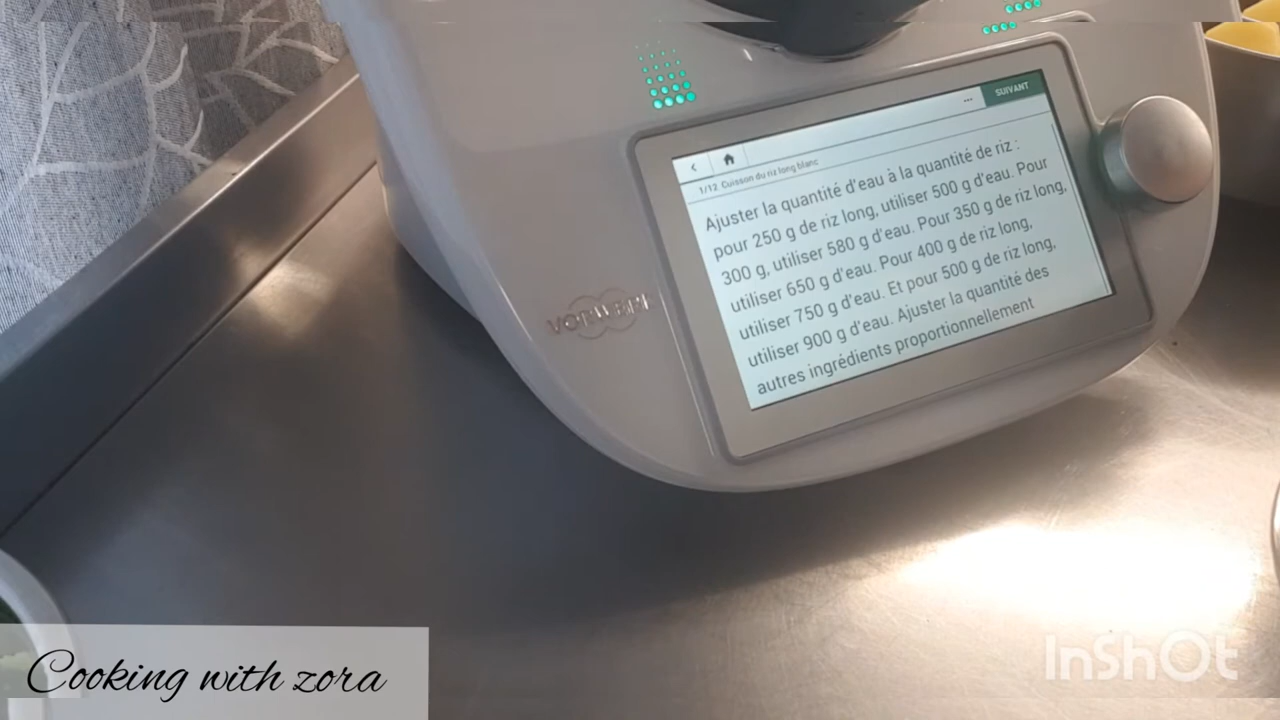 SUIVANT
1/12 Cuisson du riz long blanc
Ajuster la quantité d'eau à la quantité de riz :
pour 250 g de riz long, utiliser 500 g d'eau. Pour
300 g, utiliser 580 g d'eau. Pour 350 g de riz long,
utiliser 650 g d'eau. Pour 400 g de riz long,
utiliser 750 g d'eau. Et pour 500 g de riz long,
utiliser 900 g d'eau. Ajuster la quantité des
autres ingrédients proportionnellement
VORWERK
Cooking with zora
InShOt